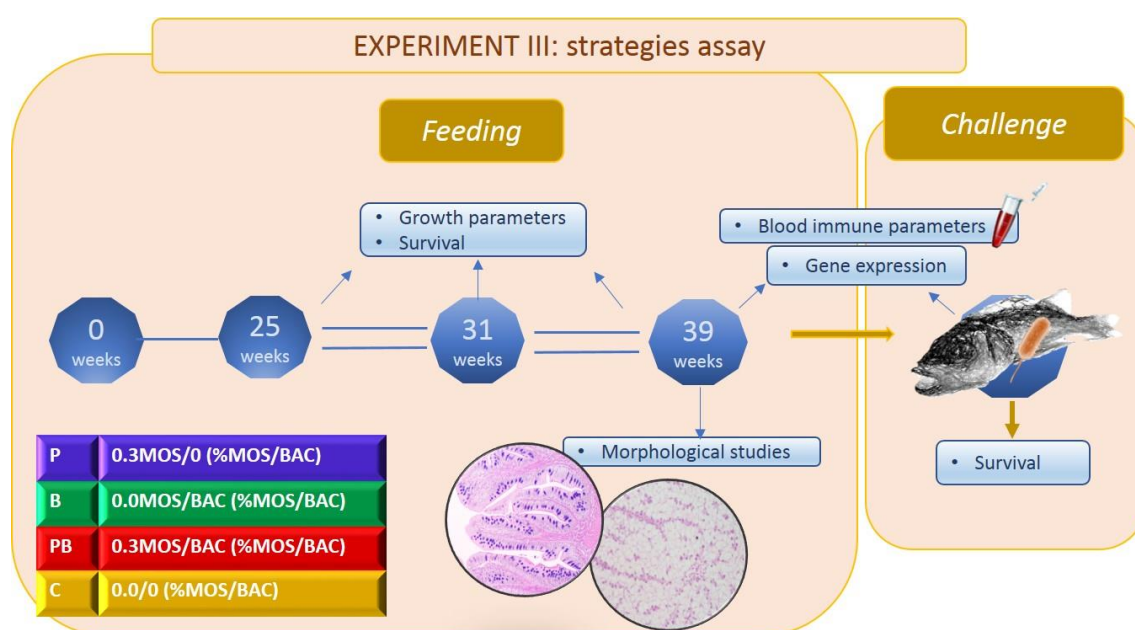 EXPERIMENT III: strategies assay
Feeding
Challenge
• Growth parameters
• Survival
• Blood immune parameters
• Gene expression
0
weeks
25
weeks
31
weeks
39
weeks
• Morphological studies
• Survival
P 0.3MOS/0 (%MOS/BAC)
B 0.0MOS/BAC (%MOS/BAC)
PB 0.3MOS/BAC (%MOS/BAC)
C 0.0/0 (%MOS/BAC)